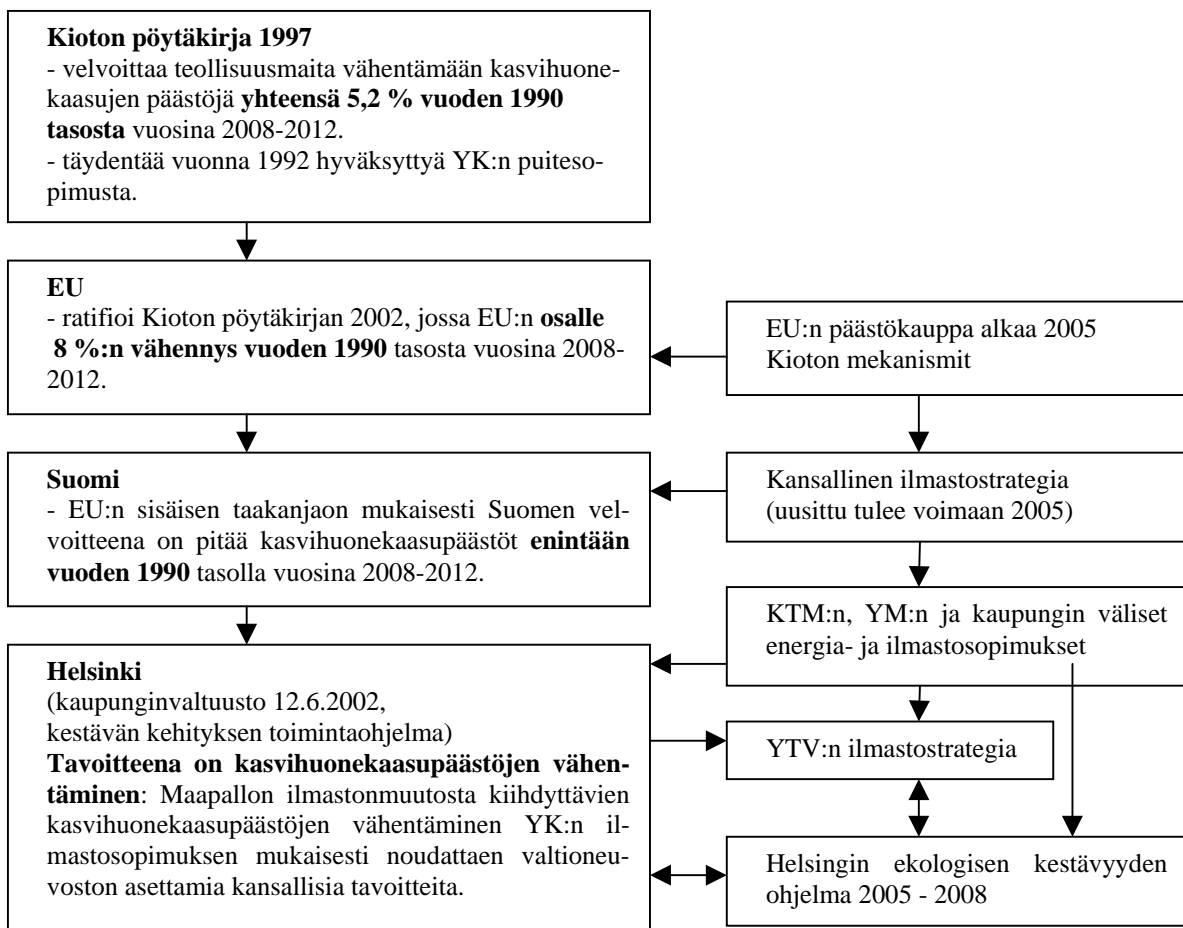 Kioton pöytäkirja 1997
- velvoittaa teollisuusmaita vähentämään kasvihuone-
kaasujen päästöjä yhteensä 5,2 % vuoden 1990
tasosta vuosina 2008-2012.
- täydentää vuonna 1992 hyväksyttyä YK:n puiteso-
pimusta.
EU
- ratifioi Kioton pöytäkirjan 2002, jossa EU:n osalle
8 %:n vähennys vuoden 1990 tasosta vuosina 2008-
2012.
EU:n päästökauppa alkaa 2005
Kioton mekanismit
Suomi
- EU:n sisäisen taakanjaon mukaisesti Suomen vel-
voitteena on pitää kasvihuonekaasupäästöt enintään
vuoden 1990 tasolla vuosina 2008-2012.
Kansallinen ilmastostrategia
(uusittu tulee voimaan 2005)
KTM:n, YM:n ja kaupungin väliset
energia- ja ilmastosopimukset
Helsinki
(kaupunginvaltuusto 12.6.2002,
kestävän kehityksen toimintaohjelma)
Tavoitteena on kasvihuonekaasupäästöjen vähen-
täminen: Maapallon ilmastonmuutosta kiihdyttävien
kasvihuonekaasupäästöjen vähentäminen YK:n il-
mastosopimuksen mukaisesti noudattaen valtioneu-
voston asettamia kansallisia tavoitteita.
YTV:n ilmastostrategia
Helsingin ekologisen kestävyyden
ohjelma 2005 - 2008